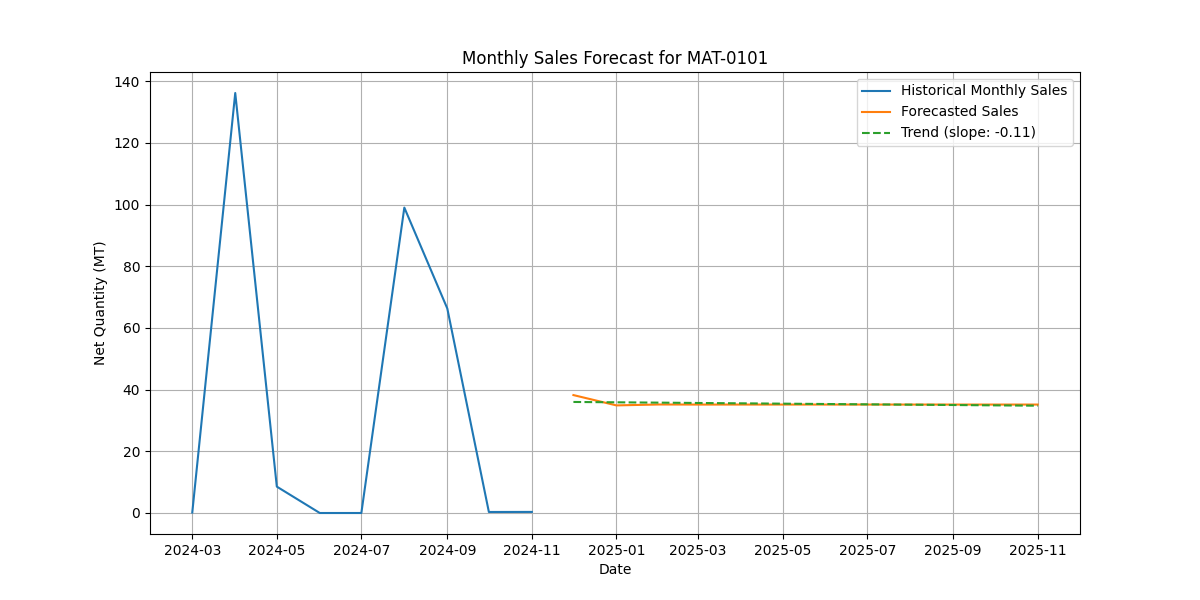 Monthly Sales Forecast for MAT-0101
Historical Monthly Sales
Forecasted Sales
Trend (slope: -0.11)
Net Quantity (MT)
140
120
100
80
60
40
20
0
2024-03 2024-05 2024-07 2024-09 2024-11 2025-01 2025-03 2025-05 2025-07 2025-09 2025-11
Date